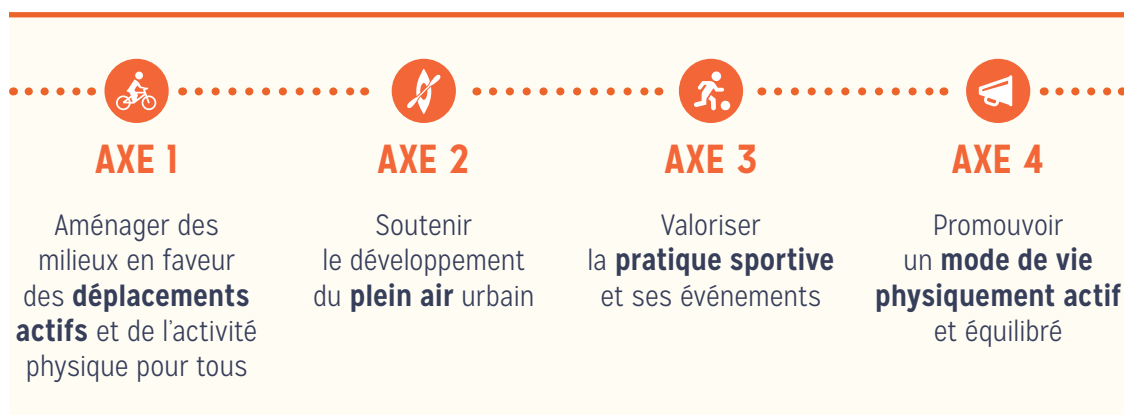 AXE 1
Aménager des
milieux en faveur
des déplacements
actifs et de l'activité
physique pour tous
AXE 2
Soutenir
le développement
du plein air urbain
AXE 3
Valoriser
la pratique sportive
et ses événements
AXE 4
Promouvoir
un mode de vie
physiquement actif
et équilibré